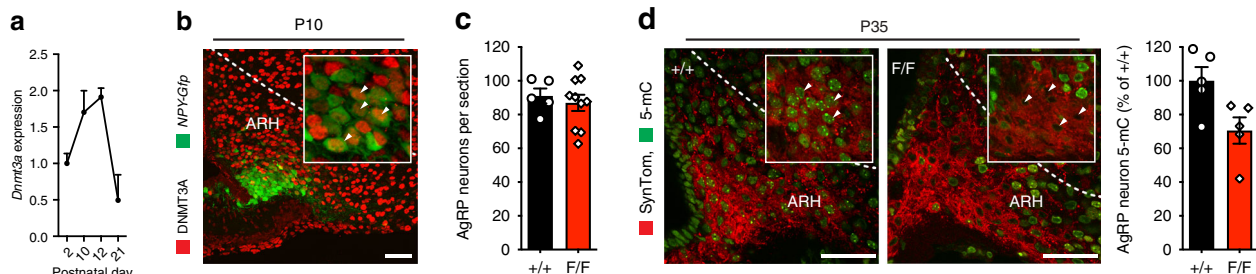 a
2.5
2.0
1.5
1.0
0.5
0.0
Dnmt3a expression
2 10 12 21
Postnatal day
b
P10
DNMT3A NPY-Gfp
ARH
c
120
100
80
60
40
20
0
AgRP neurons per section
+/+ F/F
d
P35
SynTom, 5-mC
+/+
ARH
F/F
ARH
120
100
80
60
40
20
0
AgRP neuron 5-mC (% of +/+)
+/+ F/F